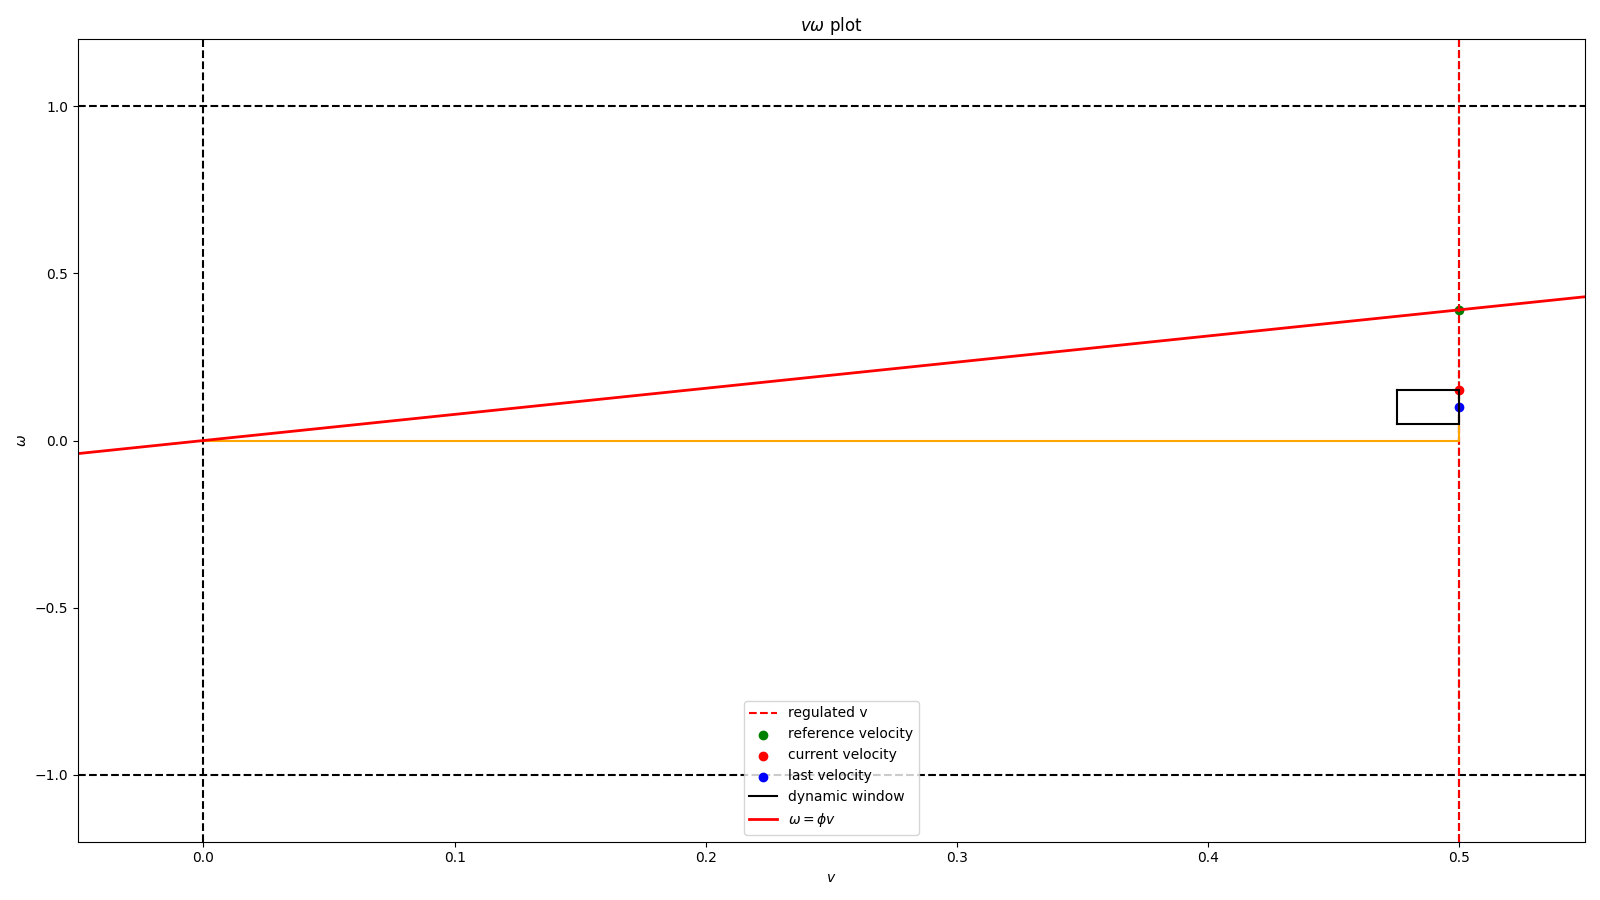 vω plot
ω
1.0
0.5
0.0
−0.5
−1.0
0.0 0.1 0.2 0.3 0.4 0.5
v
regulated v
reference velocity
current velocity
last velocity
dynamic window
ω = ϕv